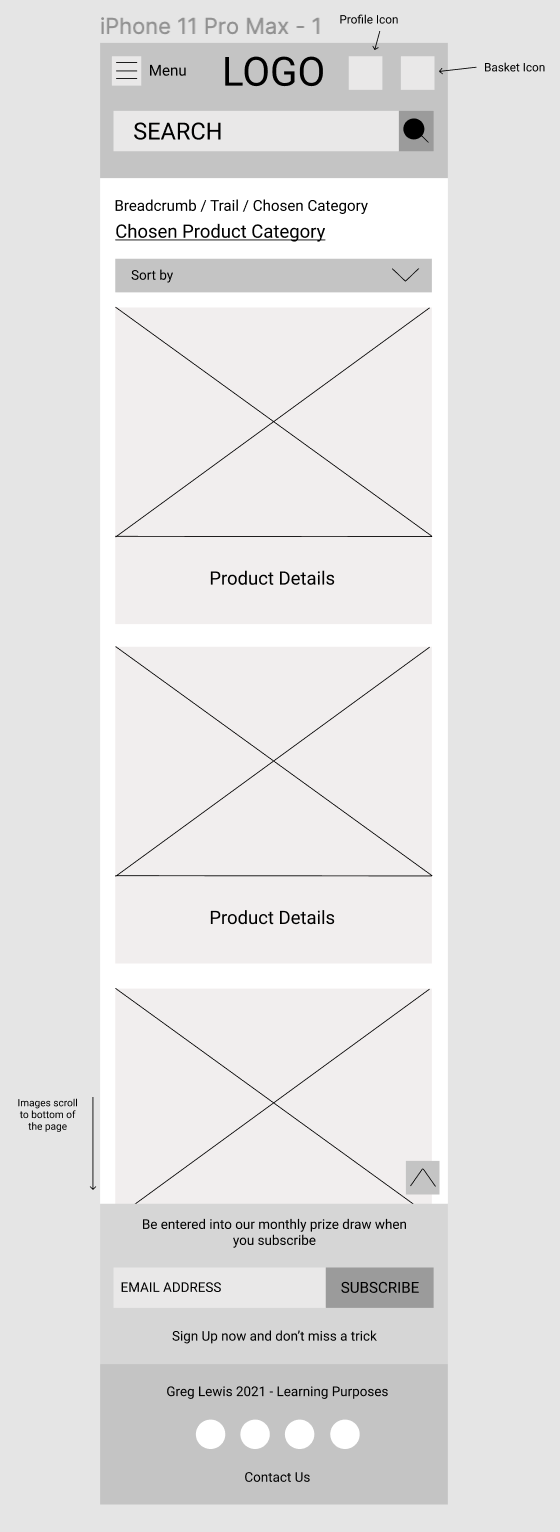 iPhone 11 Pro Max - 1
Profile Icon
Menu
LOGO
Basket Icon
SEARCH
Breadcrumb / Trail / Chosen Category
Chosen Product Category
Sort by
Product Details
Product Details
Images scroll
to bottom of
the page
Be entered into our monthly prize draw when
you subscribe
EMAIL ADDRESS
SUBSCRIBE
Sign Up now and don't miss a trick
Greg Lewis 2021 - Learning Purposes
Contact Us